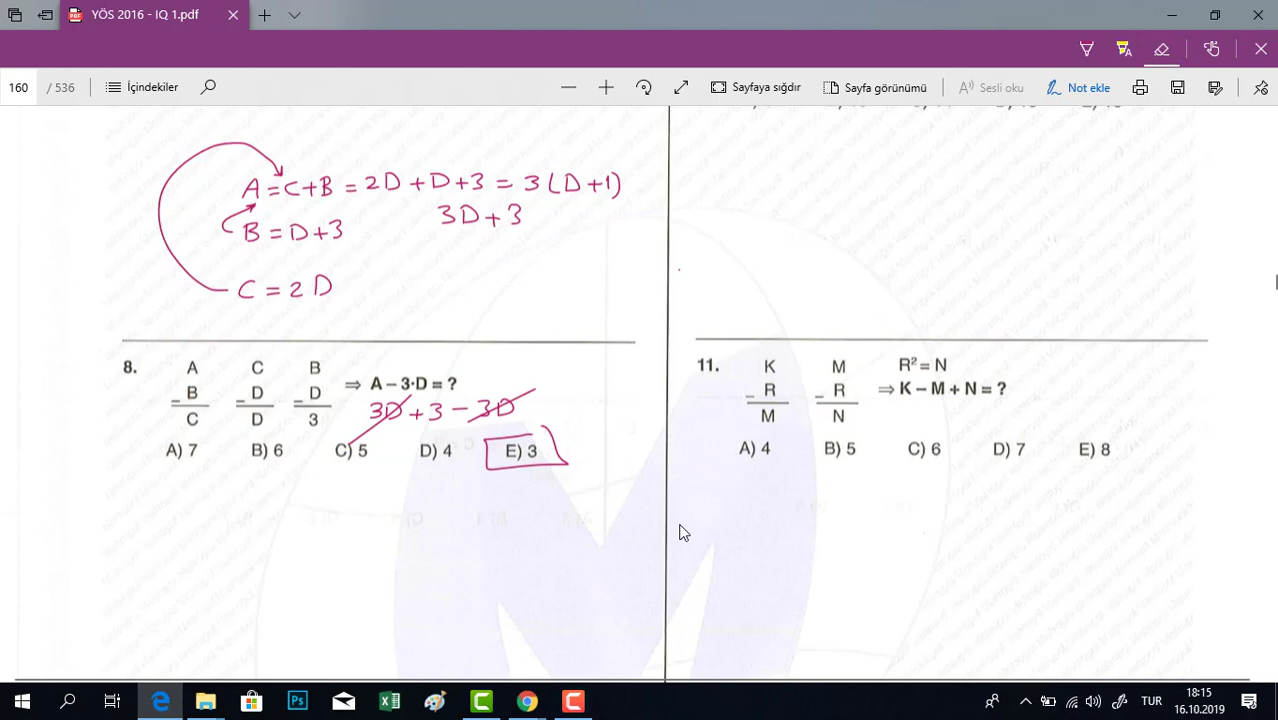 YÖS 2016 - IQ 1.pdf
160 / 536 İçindekiler Sayfaya sığdır Sayfa görünümü Sesli oku Not ekle
A = C + B = 2D + D + 3 = 3 (D + 1)
3D + 3
B = D + 3
C = 2 D
8. A C B
- B - D - D ⇒ A – 3·D = ?
C D 3
3D + 3 - 3D
A) 7 B) 6 C) 5 D) 4 E) 3
11. K M R² = N
- R - R ⇒ K – M + N = ?
M N
A) 4 B) 5 C) 6 D) 7 E) 8
TUR 18:15
16.10.2019